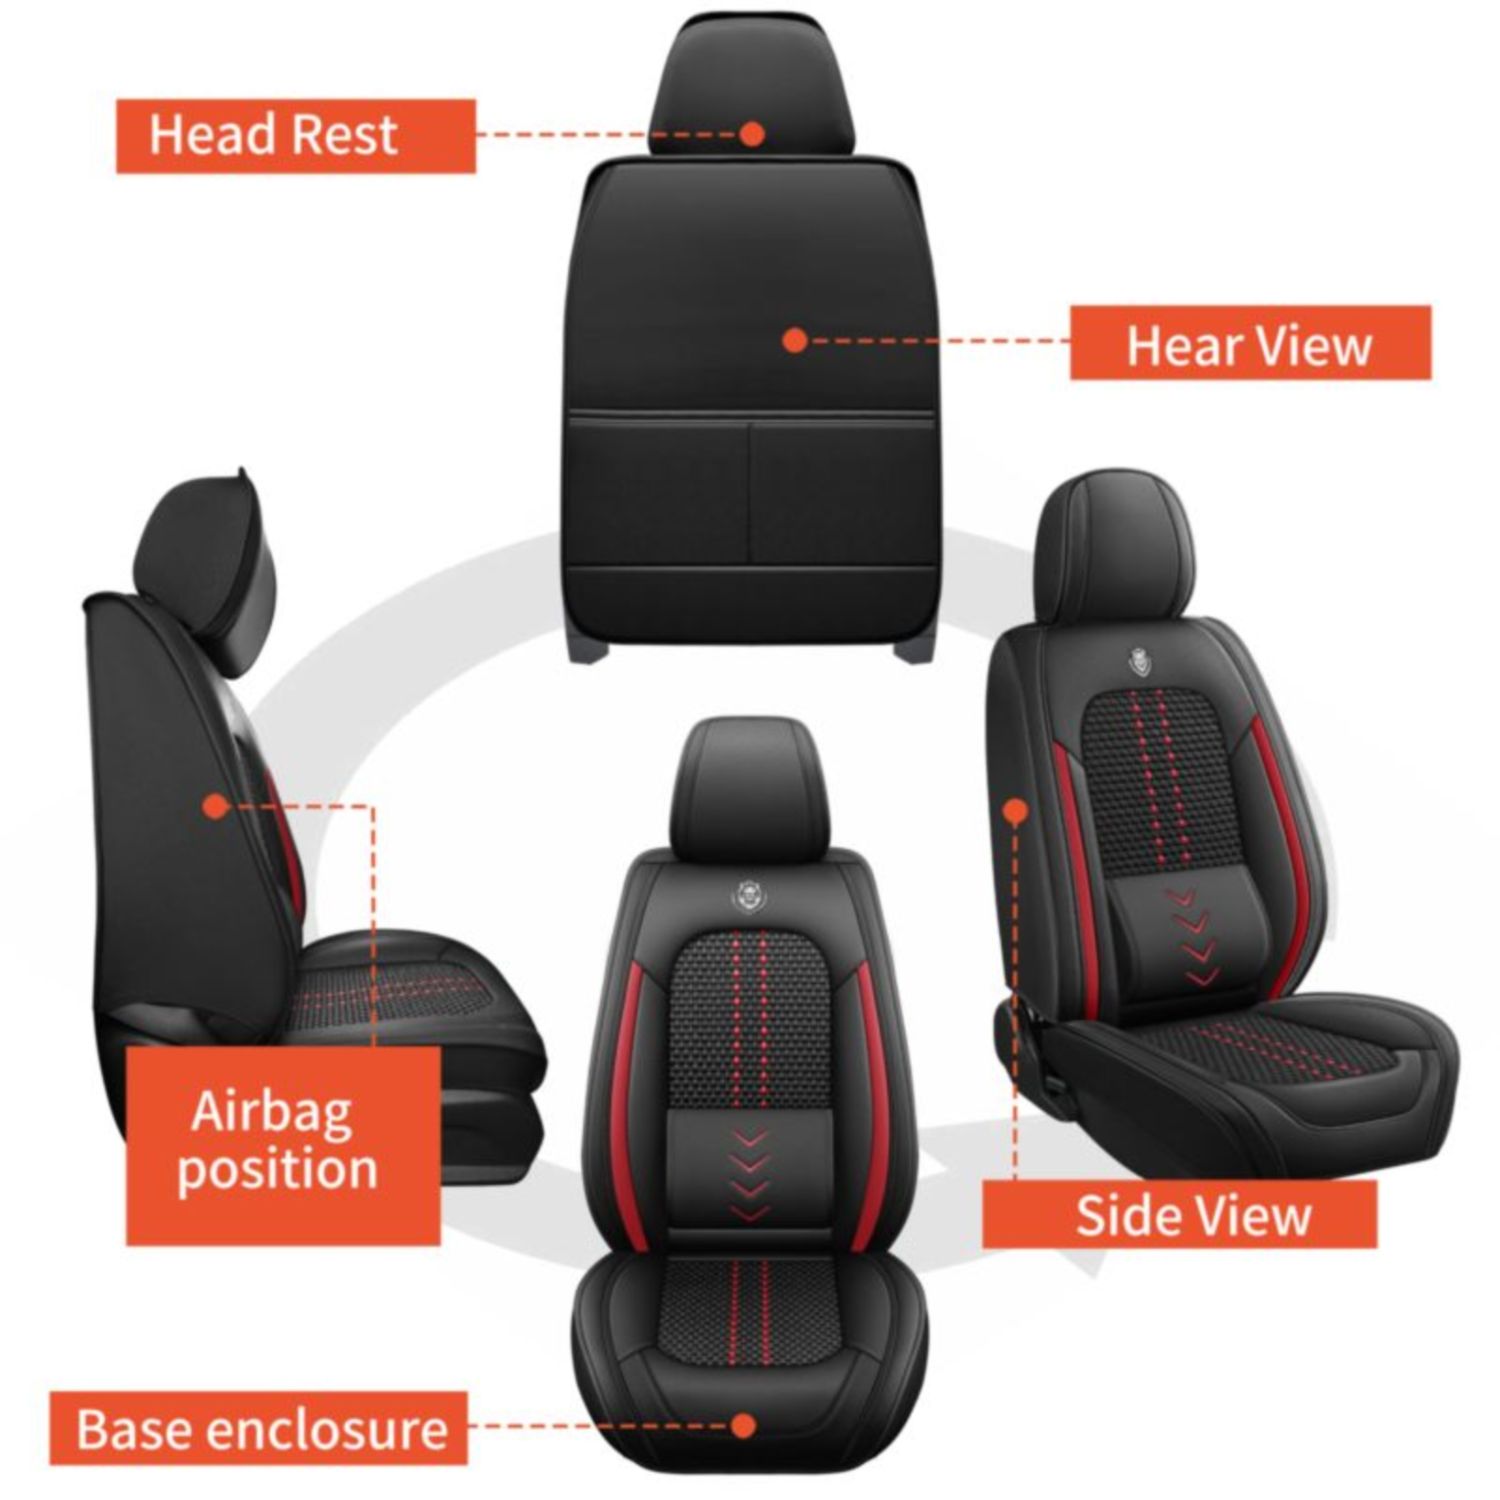 Head Rest
Hear View
Airbag
position
Side View
Base enclosure